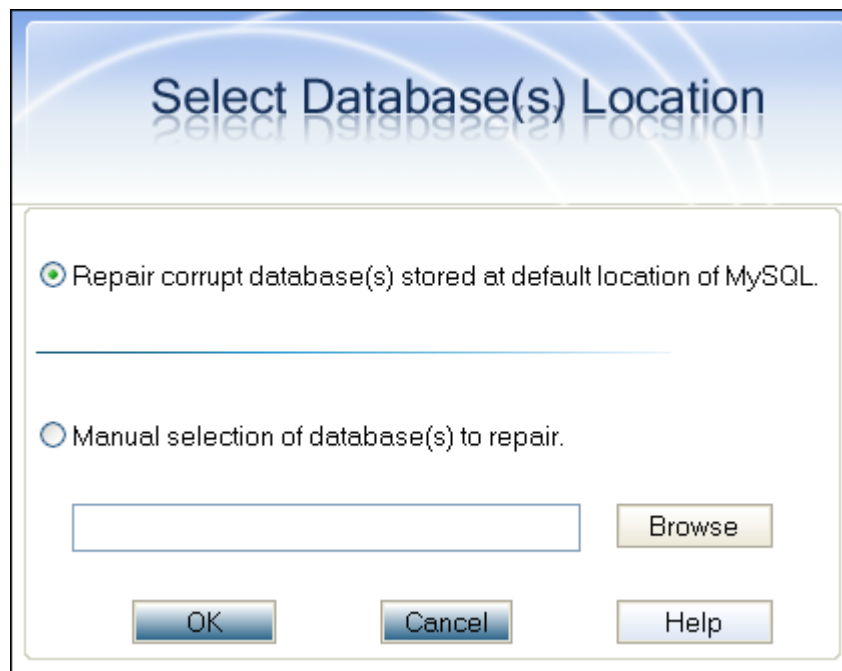 Select Database(s) Location
Repair corrupt database(s) stored at default location of MySQL.
Manual selection of database(s) to repair.
Browse
OK
Cancel
Help